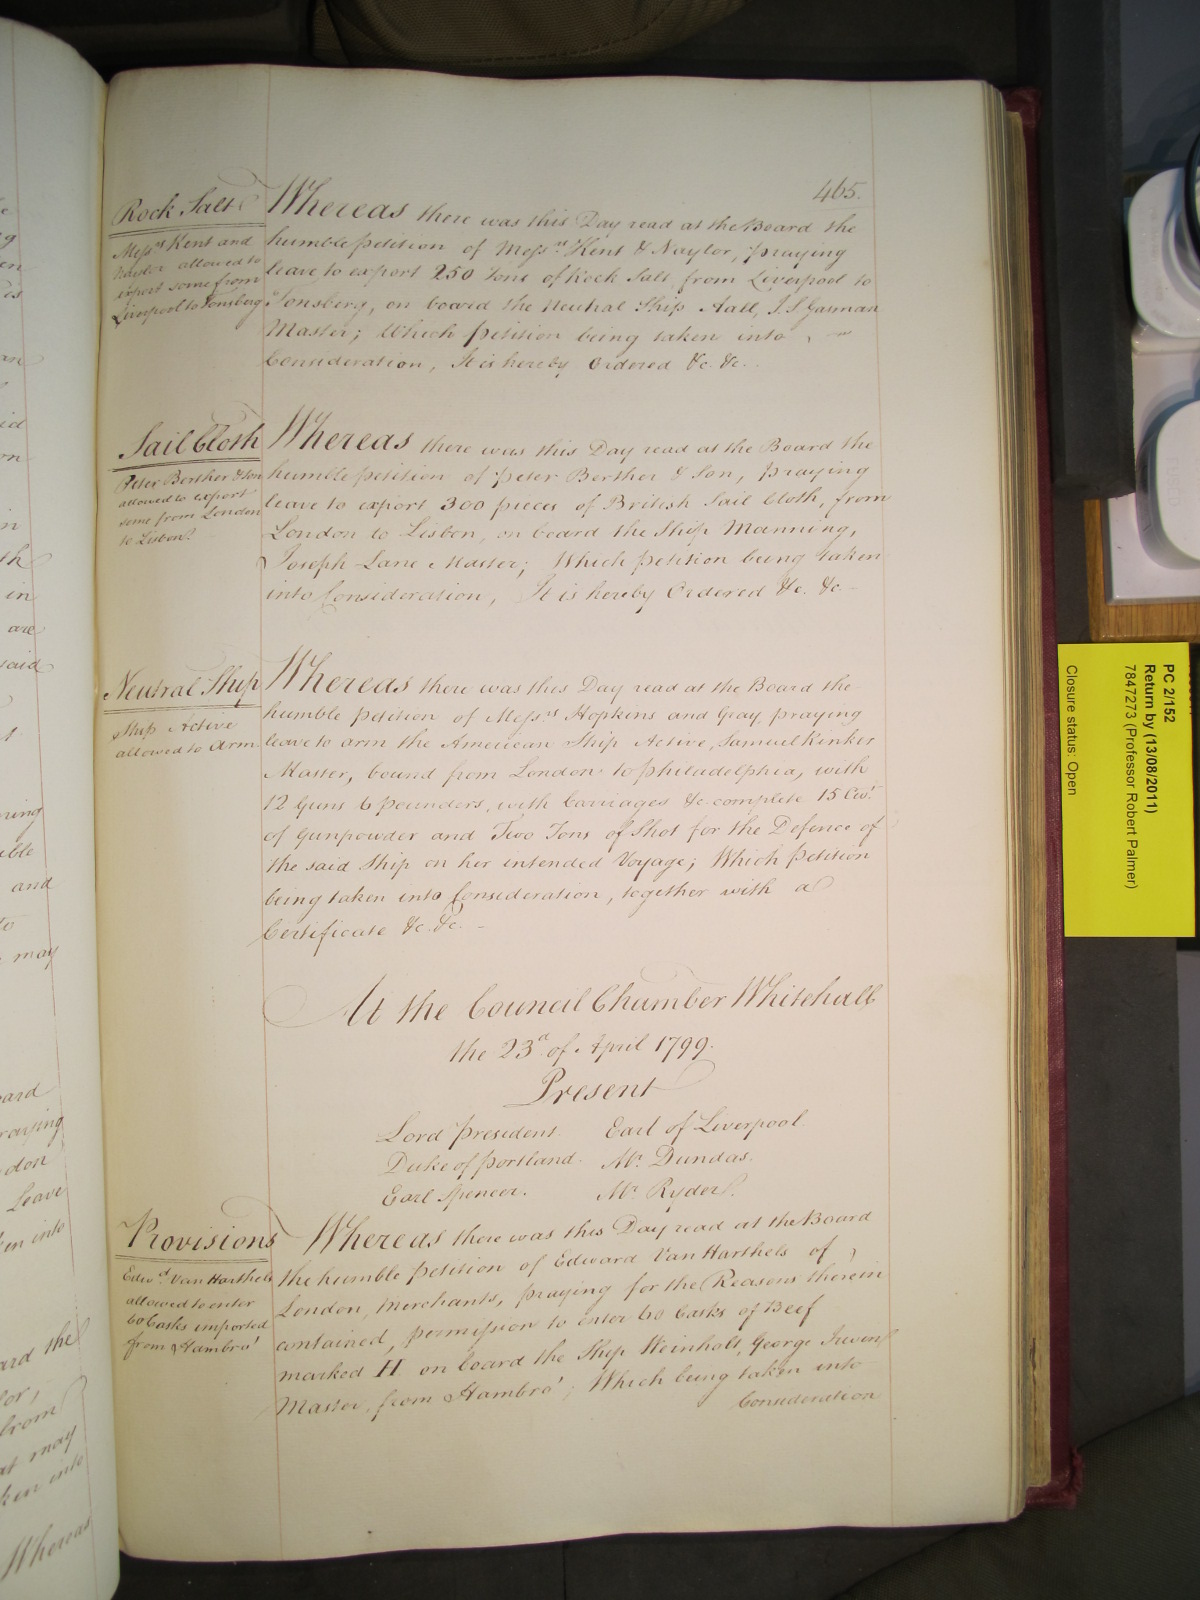 465.
Rock Salt
Messrs Kent and
Naylor allowed to
export some from
Liverpool to Tonsberg
Whereas there was this Day read at the Board the
humble petition of Messrs Kent & Naylor, praying
leave to export 250 Tons of Rock Salt, from Liverpool to
Tonsberg, on board the Neutral Ship Aall, J. S. Gasman
Master; Which petition being taken into
Consideration, It is hereby Ordered &c. &c.
Sail Cloth
Peter Berther & Son
allowed to export
some from London
to Lisbon.
Whereas there was this Day read at the Board the
humble petition of Peter Berther & Son, praying
leave to export 300 pieces of British Sail Cloth, from
London to Lisbon, on board the Ship Manning,
Joseph Lane Master; Which petition being taken
into Consideration, It is hereby Ordered &c. &c.
Neutral Ship
Ship Active
allowed to Arm
Whereas there was this Day read at the Board the
humble Petition of Messrs Hopkins and Gray, praying
leave to arm the American Ship Active, Samuel Kinker
Master, bound from London to Philadelphia, with
12 Guns 6 pounders, with Carriages &c. complete 15 Cwt.
of Gunpowder and Two Tons of Shot for the Defence of
the said Ship on her intended Voyage; Which Petition
being taken into Consideration, together with a
Certificate &c. &c.
At the Council Chamber Whitehall
the 23d of April 1799.
Present
Lord President. Earl of Liverpool.
Duke of Portland. Mr. Dundas.
Earl Spencer. Mr. Ryder.
Provisions
Edwd. Van Harthels
allowed to enter
60 Casks imported
from Hambro'
Whereas there was this Day read at the Board
the humble Petition of Edward Van Harthels of
London, Merchants, praying for the Reasons therein
contained, permission to enter 60 Casks of Beef
marked H on board the Ship Weinholt, George
Master, from Hambro'; Which being taken into
Consideration
PC 2/152
Return by (13/08/2011)
7847273 (Professor Robert Palmer)
Closure status: Open